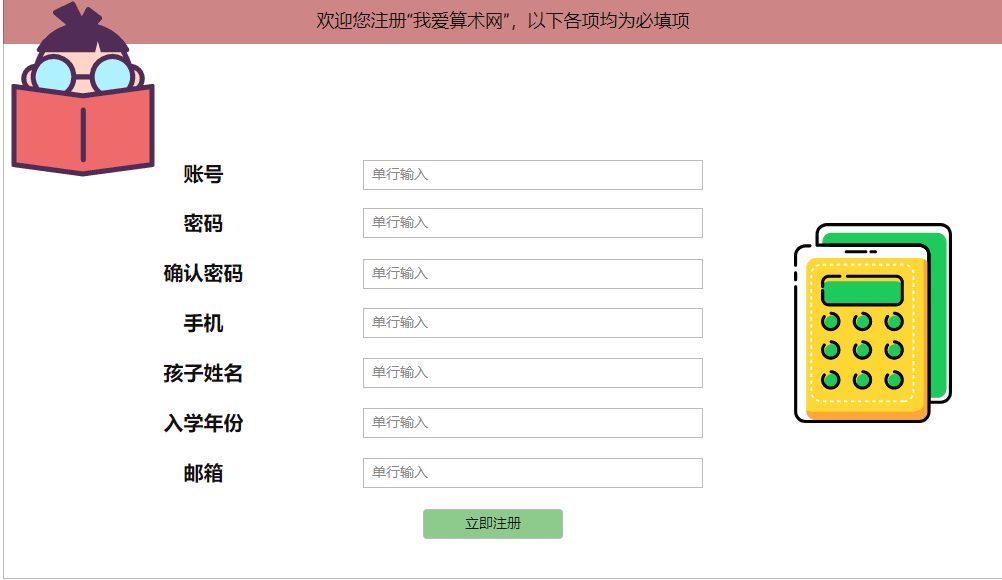 欢迎您注册“我爱算术网”，以下各项均为必填项
账号 单行输入
密码 单行输入
确认密码 单行输入
手机 单行输入
孩子姓名 单行输入
入学年份 单行输入
邮箱 单行输入
立即注册